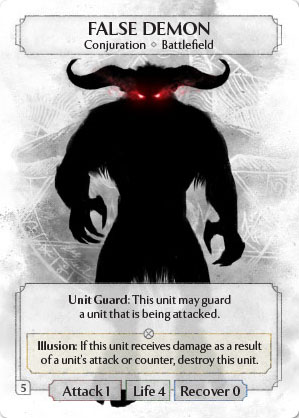 FALSE DEMON
Conjuration ◇ Battlefield
Unit Guard: This unit may guard
a unit that is being attacked.
Illusion: If this unit receives damage as a result
of a unit's attack or counter, destroy this unit.
5
Attack 1 Life 4 Recover 0